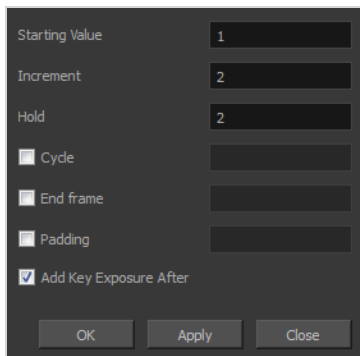 Starting Value 1
Increment 2
Hold 2
Cycle
End frame
Padding
Add Key Exposure After
OK Apply Close